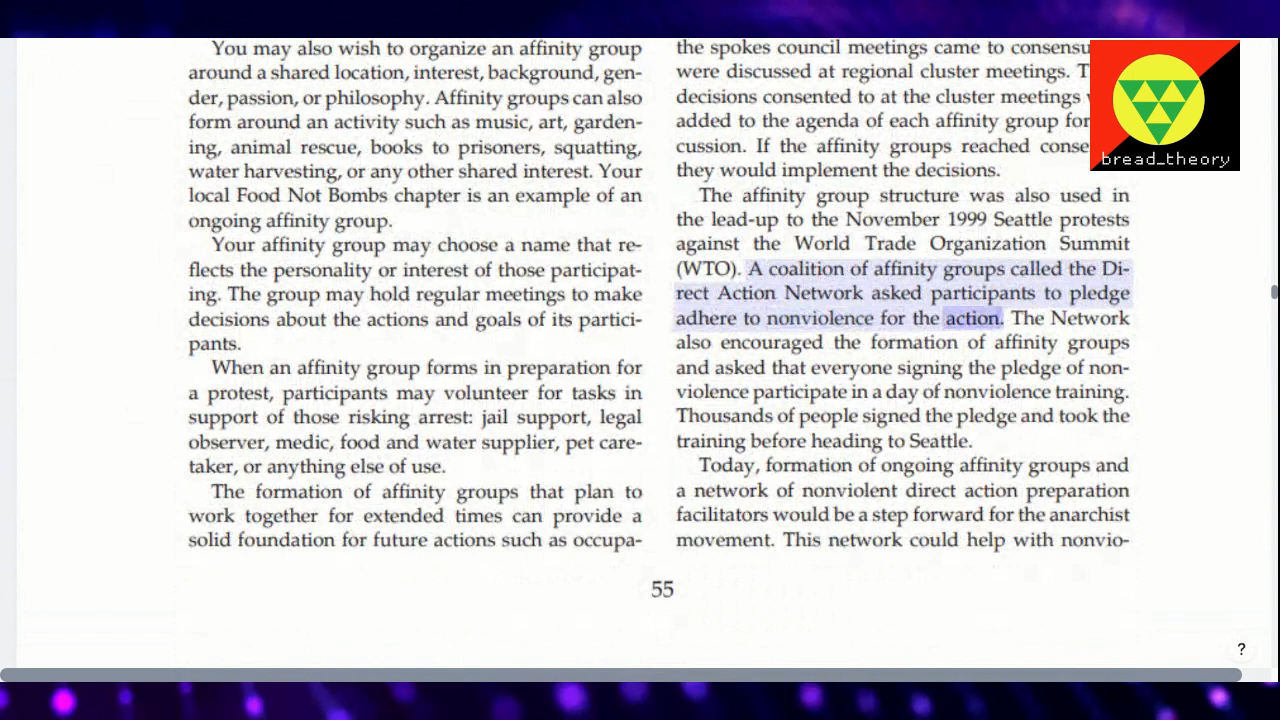 You may also wish to organize an affinity group
around a shared location, interest, background, gen-
der, passion, or philosophy. Affinity groups can also
form around an activity such as music, art, garden-
ing, animal rescue, books to prisoners, squatting,
water harvesting, or any other shared interest. Your
local Food Not Bombs chapter is an example of an
ongoing affinity group.
Your affinity group may choose a name that re-
flects the personality or interest of those participat-
ing. The group may hold regular meetings to make
decisions about the actions and goals of its partici-
pants.
When an affinity group forms in preparation for
a protest, participants may volunteer for tasks in
support of those risking arrest: jail support, legal
observer, medic, food and water supplier, pet care-
taker, or anything else of use.
The formation of affinity groups that plan to
work together for extended times can provide a
solid foundation for future actions such as occupa-
the spokes council meetings came to
were discussed at regional cluster meetings.
decisions consented to at the cluster meetings
added to the agenda of each affinity group
cussion. If the affinity groups reached
they would implement the decisions.
The affinity group structure was also used in
the lead-up to the November 1999 Seattle protests
against the World Trade Organization Summit
(WTO). A coalition of affinity groups called the Di-
rect Action Network asked participants to pledge
adhere to nonviolence for the action. The Network
also encouraged the formation of affinity groups
and asked that everyone signing the pledge of non-
violence participate in a day of nonviolence training.
Thousands of people signed the pledge and took the
training before heading to Seattle.
Today, formation of ongoing affinity groups and
a network of nonviolent direct action preparation
facilitators would be a step forward for the anarchist
movement. This network could help with nonvio-
55
bread_theory
?